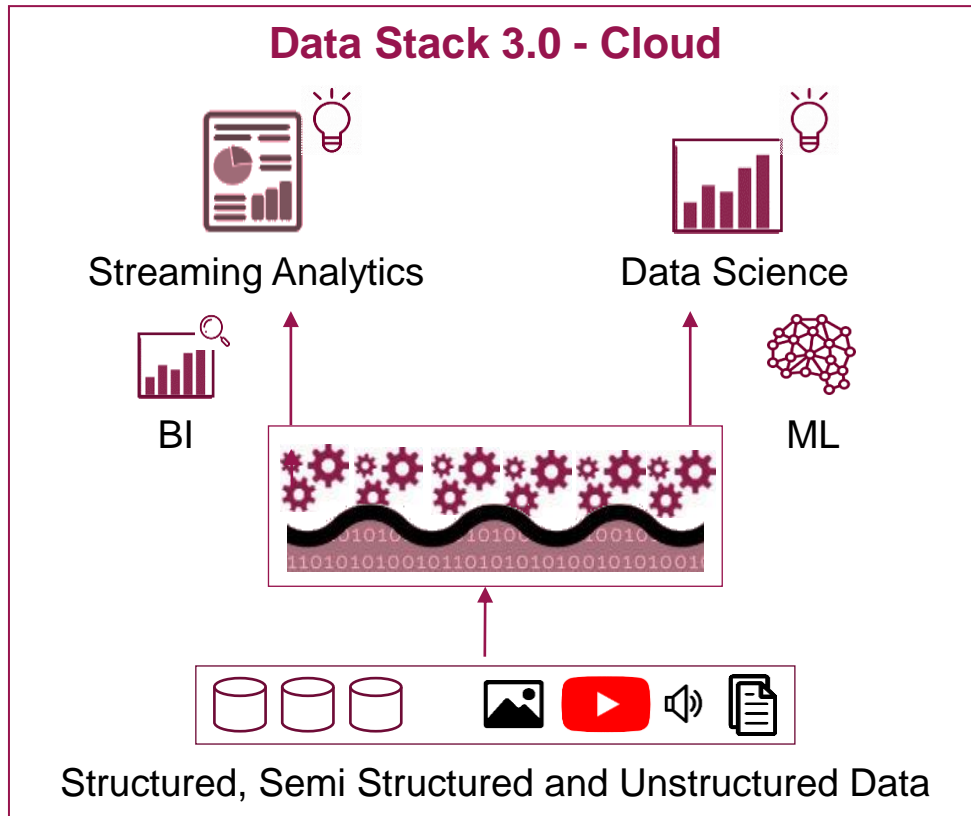 Data Stack 3.0 - Cloud
Streaming Analytics
Data Science
BI
ML
Structured, Semi Structured and Unstructured Data